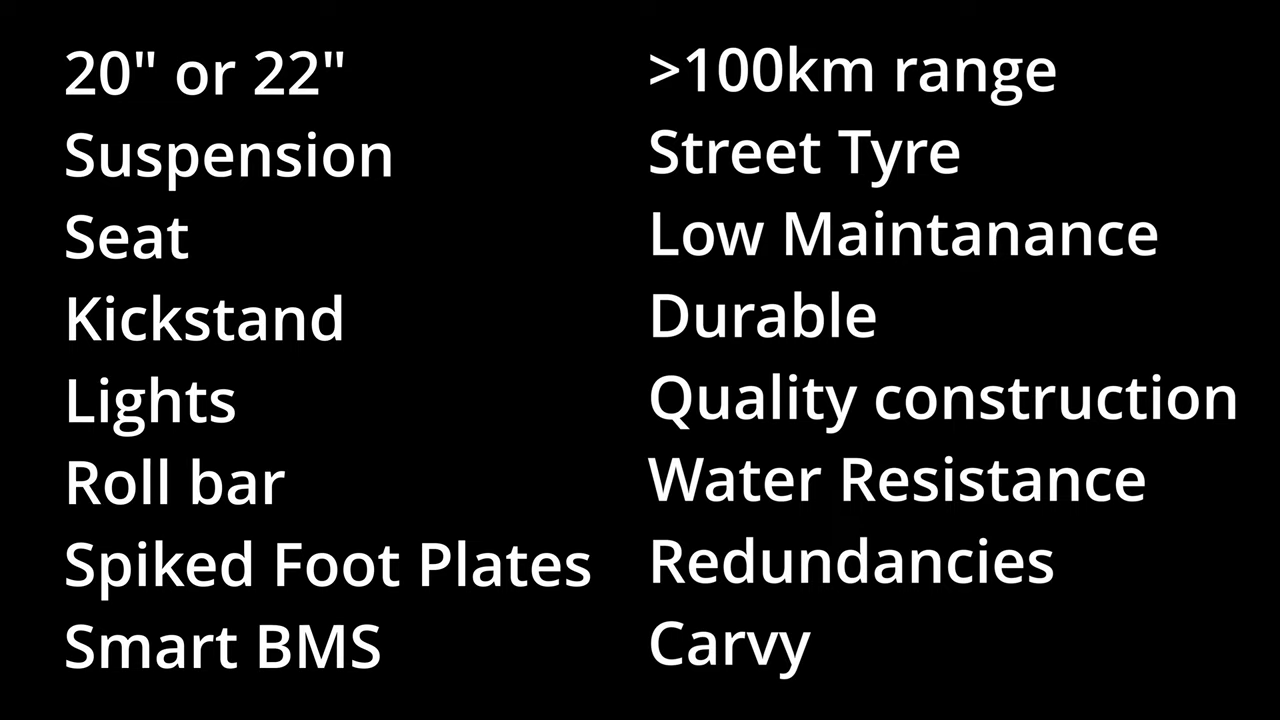 20" or 22"
Suspension
Seat
Kickstand
Lights
Roll bar
Spiked Foot Plates
Smart BMS
>100km range
Street Tyre
Low Maintanance
Durable
Quality construction
Water Resistance
Redundancies
Carvy